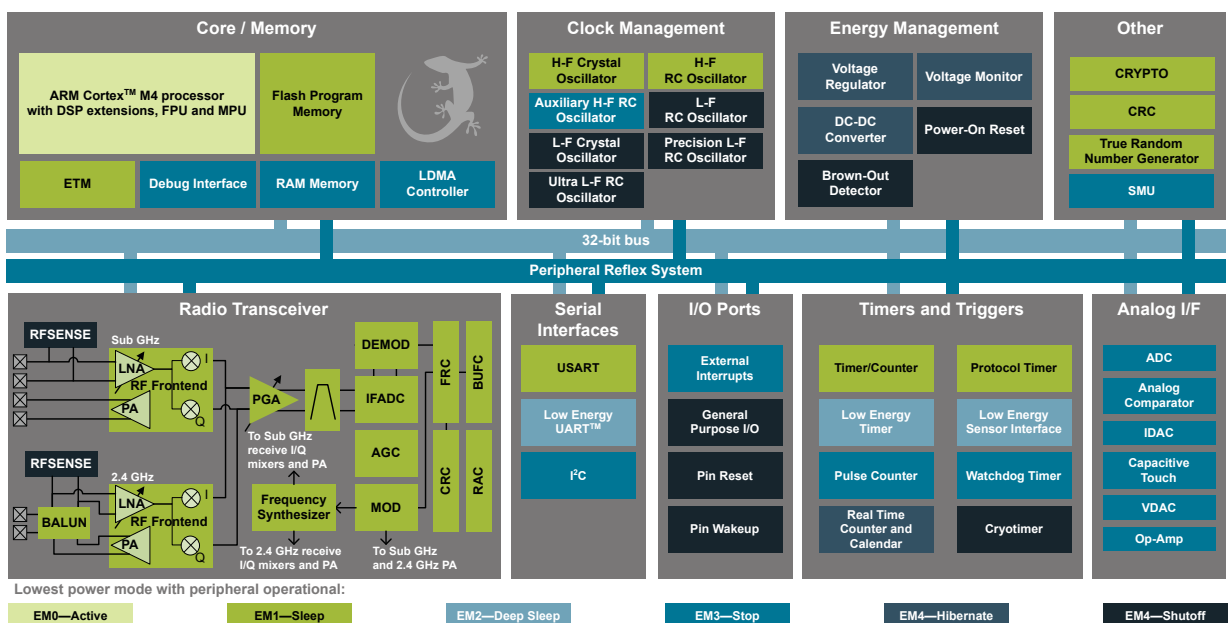 Core / Memory
ARM Cortex™ M4 processor
with DSP extensions, FPU and MPU
Flash Program
Memory
ETM
Debug Interface
RAM Memory
LDMA
Controller
Clock Management
H-F Crystal
Oscillator
H-F
RC Oscillator
Auxiliary H-F RC
Oscillator
L-F
RC Oscillator
L-F Crystal
Oscillator
Precision L-F
RC Oscillator
Ultra L-F RC
Oscillator
Energy Management
Voltage
Regulator
Voltage Monitor
DC-DC
Converter
Power-On Reset
Brown-Out
Detector
Other
CRYPTO
CRC
True Random
Number Generator
SMU
32-bit bus
Peripheral Reflex System
Radio Transceiver
RFSENSE
Sub GHz
LNA
I
RF Frontend
PA
Q
PGA
To Sub GHz
receive I/Q
mixers and PA
DEMOD
IFADC
AGC
MOD
FRC
BUFC
CRC
RAC
RFSENSE
2.4 GHz
LNA
I
BALUN
RF Frontend
PA
Q
Frequency
Synthesizer
To 2.4 GHz receive
I/Q mixers and PA
To Sub GHz
and 2.4 GHz PA
Serial
Interfaces
USART
Low Energy
UART™
I²C
I/O Ports
External
Interrupts
General
Purpose I/O
Pin Reset
Pin Wakeup
Timers and Triggers
Timer/Counter
Protocol Timer
Low Energy
Timer
Low Energy
Sensor Interface
Pulse Counter
Watchdog Timer
Real Time
Counter and
Calendar
Cryotimer
Analog I/F
ADC
Analog
Comparator
IDAC
Capacitive
Touch
VDAC
Op-Amp
Lowest power mode with peripheral operational:
EM0—Active
EM1—Sleep
EM2—Deep Sleep
EM3—Stop
EM4—Hibernate
EM4—Shutoff